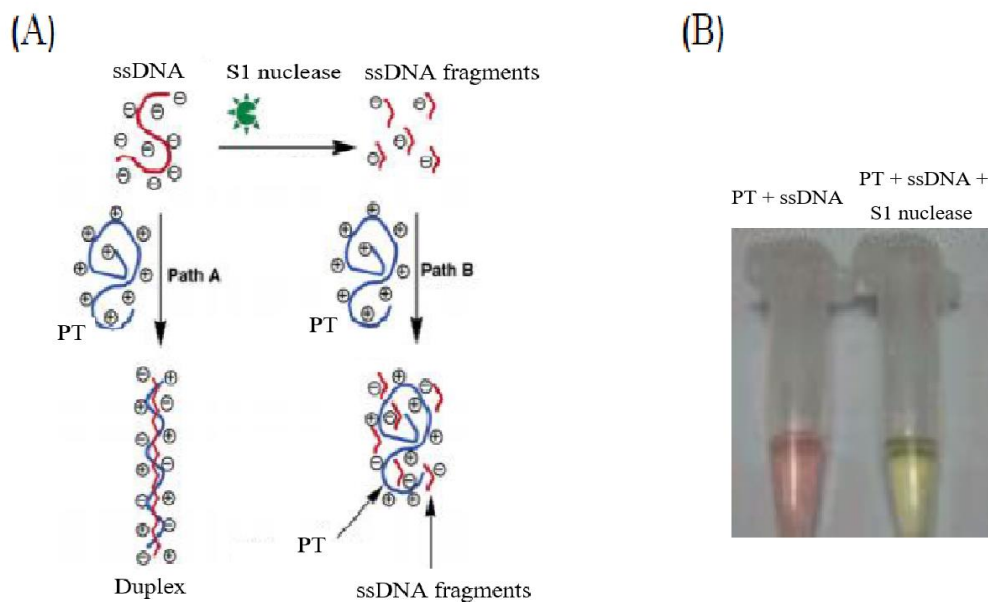 (A)
ssDNA
S1 nuclease
ssDNA fragments
Path A
Path B
PT
PT
Duplex
PT
ssDNA fragments
(B)
PT + ssDNA
PT + ssDNA +
S1 nuclease